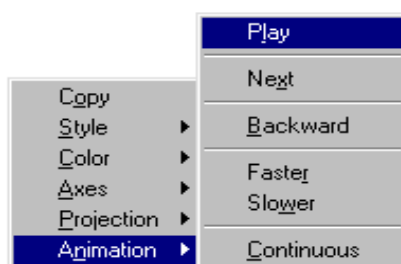 Copy
Style
Color
Axes
Projection
Animation
Play
Next
Backward
Faster
Slower
Continuous